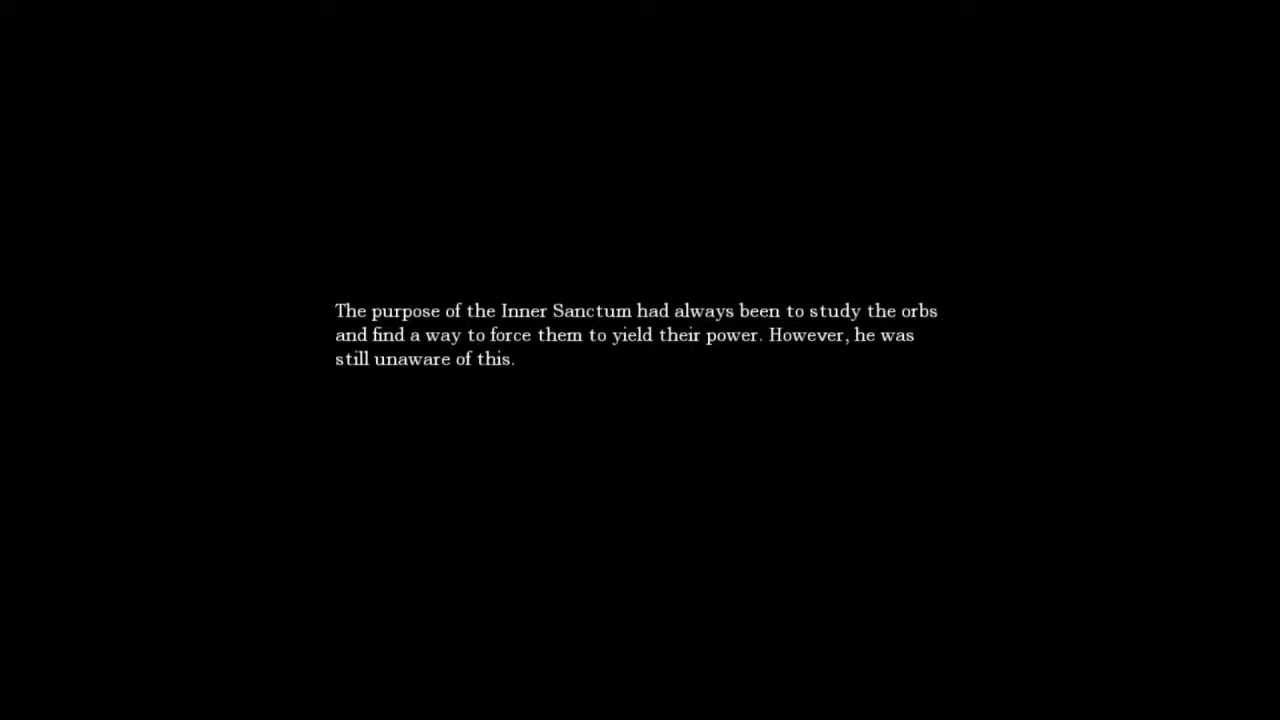 The purpose of the Inner Sanctum had always been to study the orbs
and find a way to force them to yield their power. However, he was
still unaware of this.